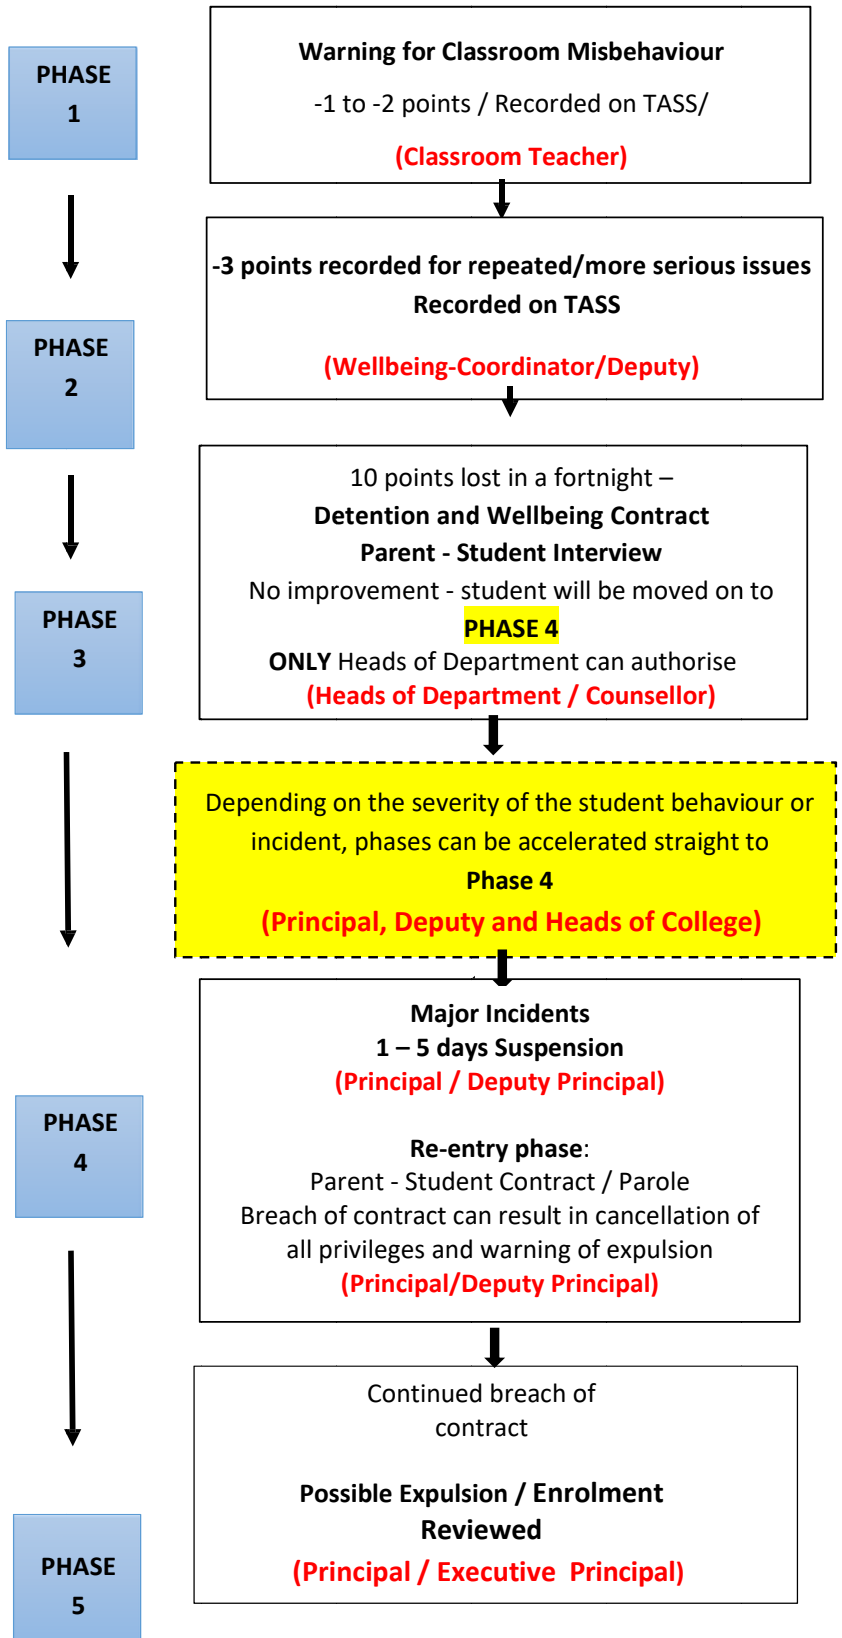 PHASE
1
Warning for Classroom Misbehaviour
-1 to -2 points / Recorded on TASS/
(Classroom Teacher)
PHASE
2
-3 points recorded for repeated/more serious issues
Recorded on TASS
(Wellbeing-Coordinator/Deputy)
PHASE
3
10 points lost in a fortnight –
Detention and Wellbeing Contract
Parent - Student Interview
No improvement - student will be moved on to
PHASE 4
ONLY Heads of Department can authorise
(Heads of Department / Counsellor)
Depending on the severity of the student behaviour or
incident, phases can be accelerated straight to
Phase 4
(Principal, Deputy and Heads of College)
PHASE
4
Major Incidents
1 – 5 days Suspension
(Principal / Deputy Principal)
Re-entry phase:
Parent - Student Contract / Parole
Breach of contract can result in cancellation of
all privileges and warning of expulsion
(Principal/Deputy Principal)
PHASE
5
Continued breach of
contract
Possible Expulsion / Enrolment
Reviewed
(Principal / Executive Principal)